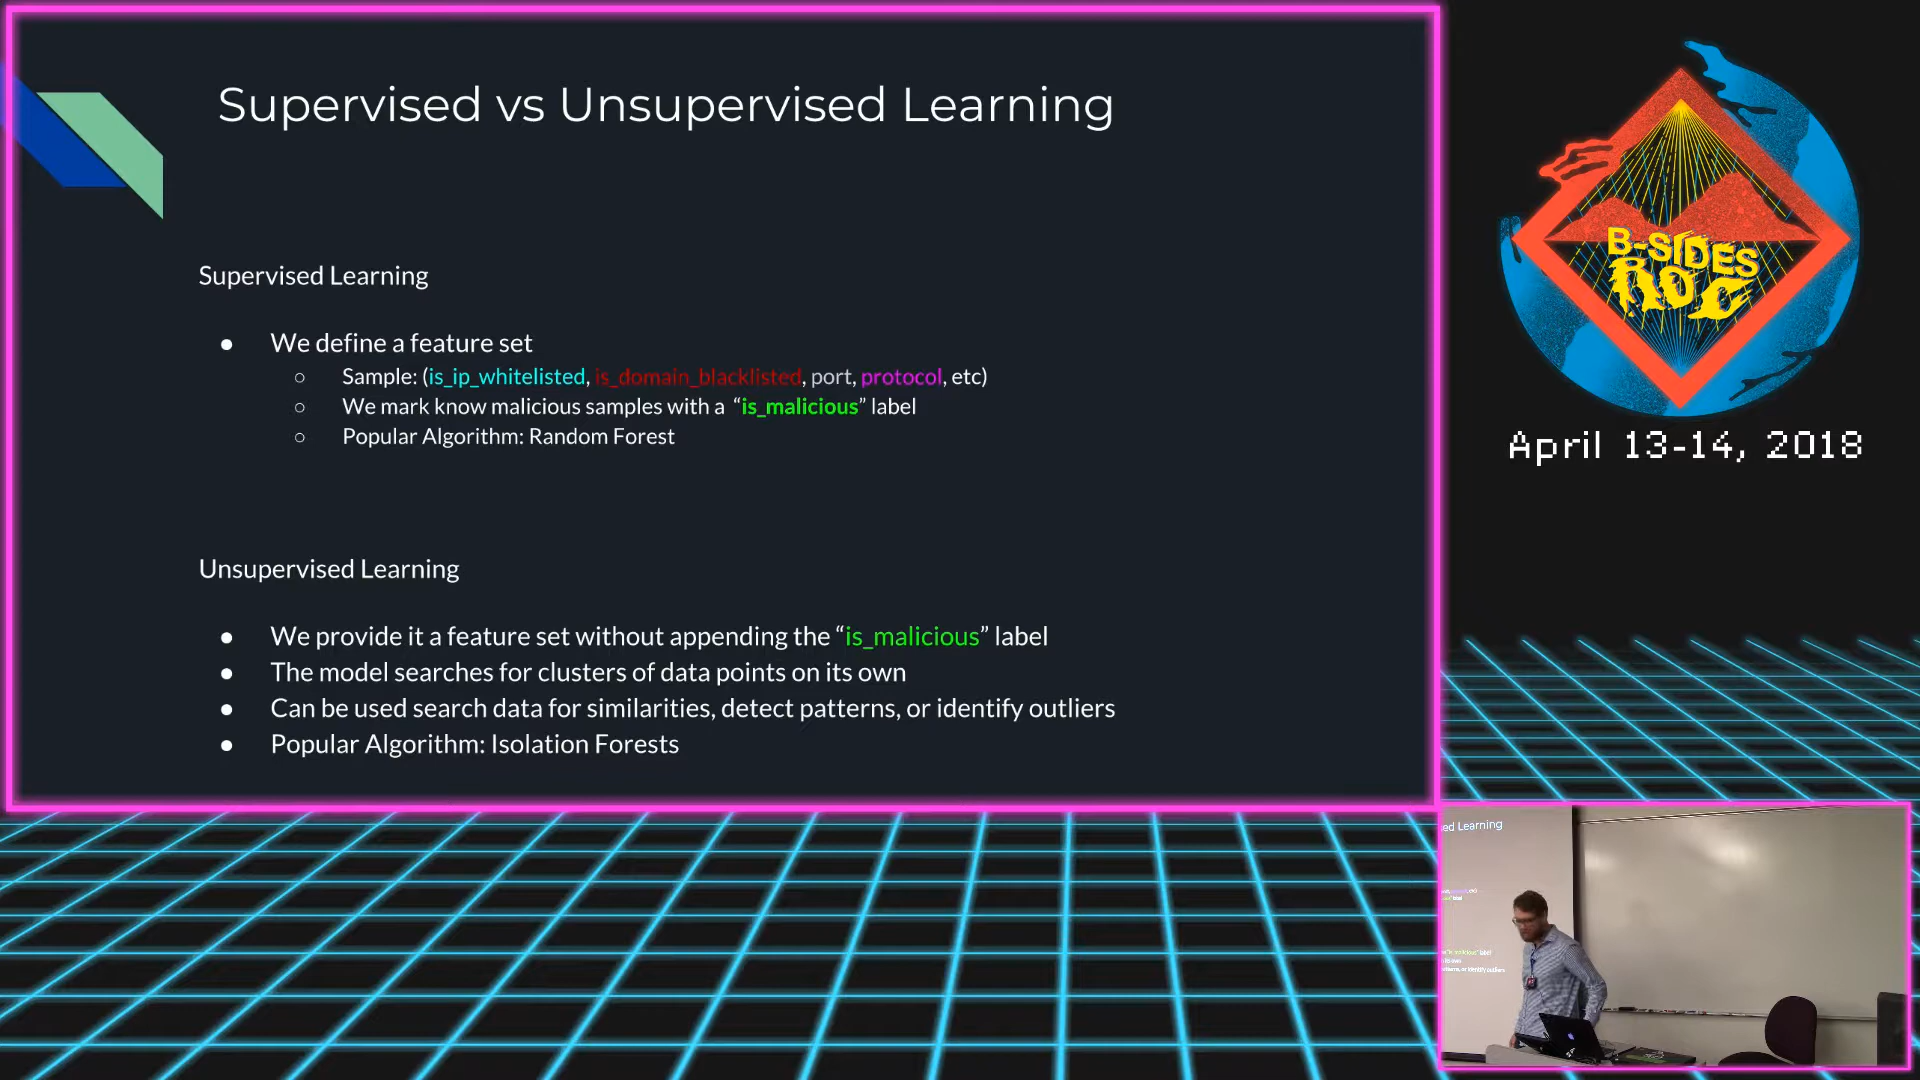 Supervised vs Unsupervised Learning
Supervised Learning
● We define a feature set
○ Sample: (is_ip_whitelisted, is_domain_blacklisted, port, protocol, etc)
○ We mark know malicious samples with a “is_malicious” label
○ Popular Algorithm: Random Forest
Unsupervised Learning
● We provide it a feature set without appending the “is_malicious” label
● The model searches for clusters of data points on its own
● Can be used search data for similarities, detect patterns, or identify outliers
● Popular Algorithm: Isolation Forests
B-SIDES
ROC
April 13-14, 2018
ed Learning